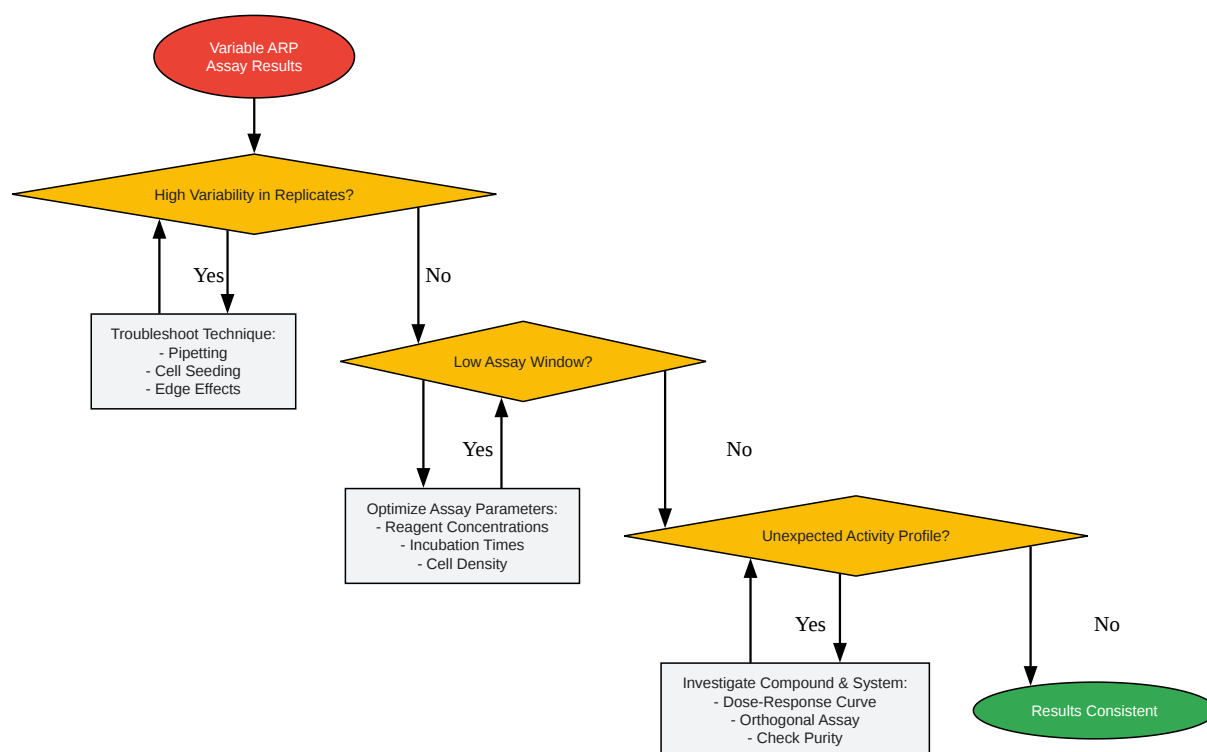 Variable ARP
Assay Results
High Variability in Replicates?
Yes
No
Troubleshoot Technique:
- Pipetting
- Cell Seeding
- Edge Effects
Low Assay Window?
Yes
No
Optimize Assay Parameters:
- Reagent Concentrations
- Incubation Times
- Cell Density
Unexpected Activity Profile?
Yes
No
Investigate Compound & System:
- Dose-Response Curve
- Orthogonal Assay
- Check Purity
Results Consistent